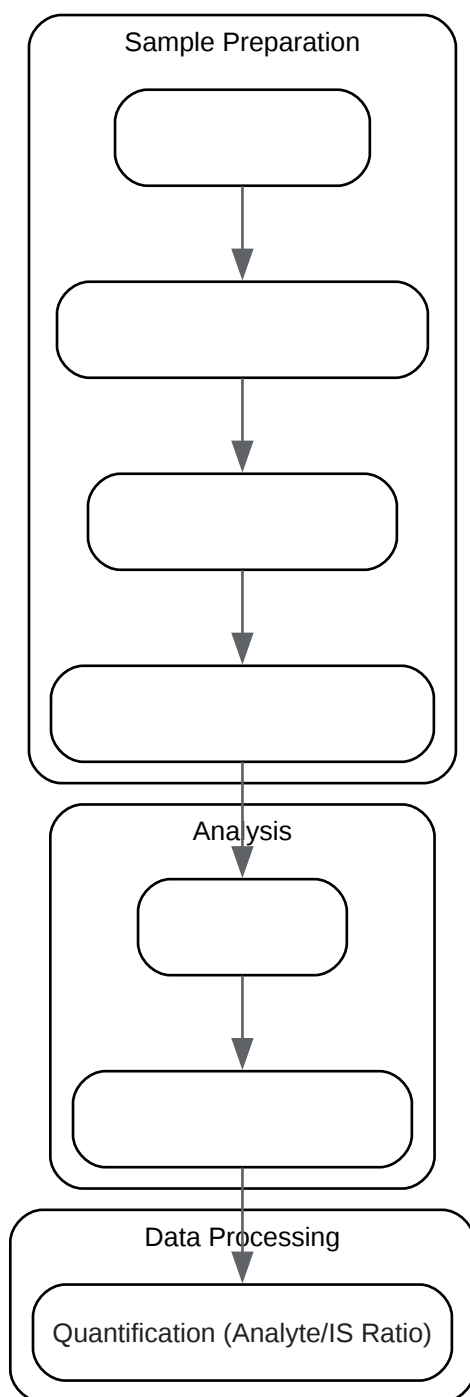 Sample Preparation
Analysis
Data Processing
Quantification (Analyte/IS Ratio)